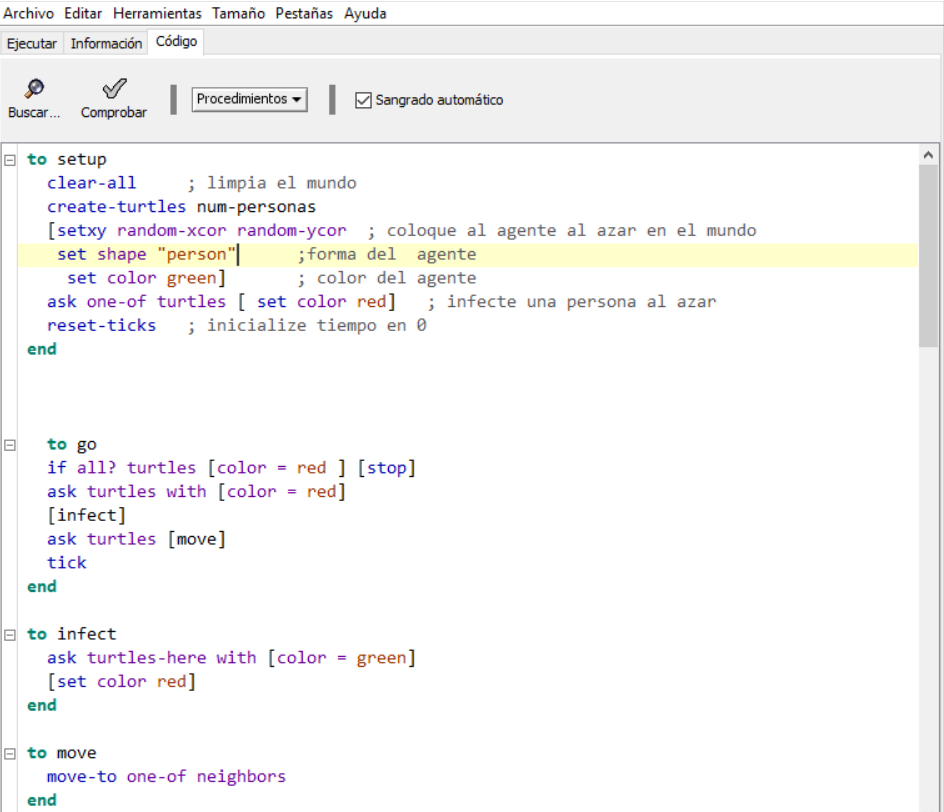 Archivo Editar Herramientas Tamaño Pestañas Ayuda
Ejecutar Información Código
Buscar... Comprobar Procedimientos Sangrado automático
to setup
clear-all ; limpia el mundo
create-turtles num-personas
[setxy random-xcor random-ycor ; coloque al agente al azar en el mundo
set shape "person" ;forma del agente
set color green] ; color del agente
ask one-of turtles [ set color red] ; infecte una persona al azar
reset-ticks ; inicialize tiempo en 0
end
to go
if all? turtles [color = red ] [stop]
ask turtles with [color = red]
[infect]
ask turtles [move]
tick
end
to infect
ask turtles-here with [color = green]
[set color red]
end
to move
move-to one-of neighbors
end